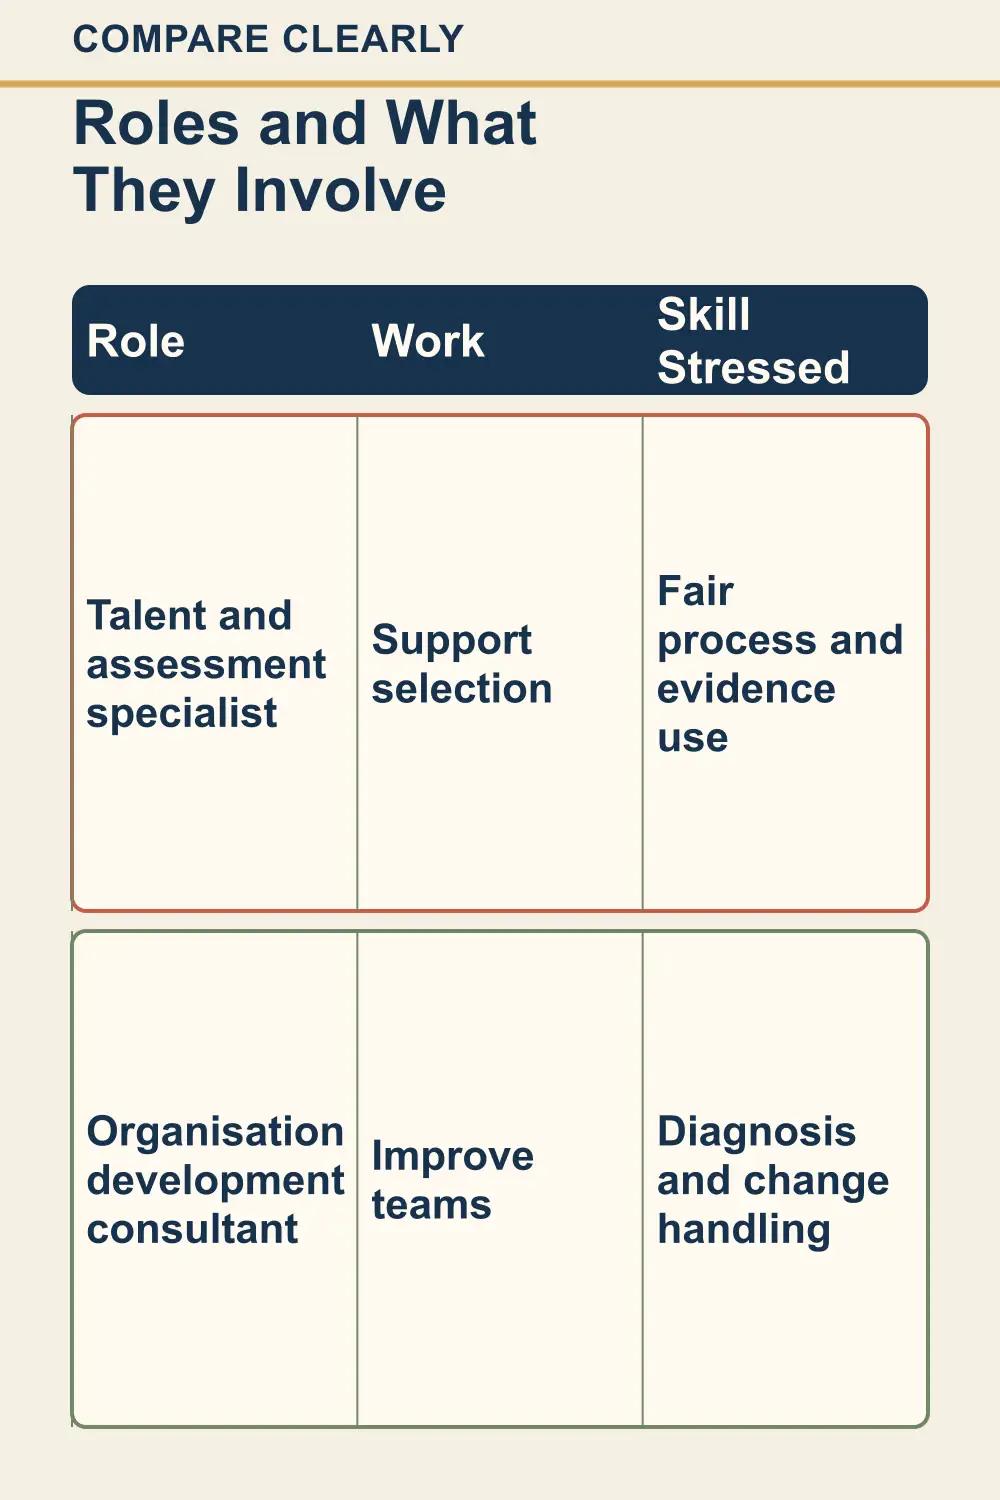 COMPARE CLEARLY
Roles and What
They Involve
Role
Work
Skill
Stressed
Talent and
assessment
specialist
Support
selection
Fair
process and
evidence
use
Organisation
development
consultant
Improve
teams
Diagnosis
and change
handling